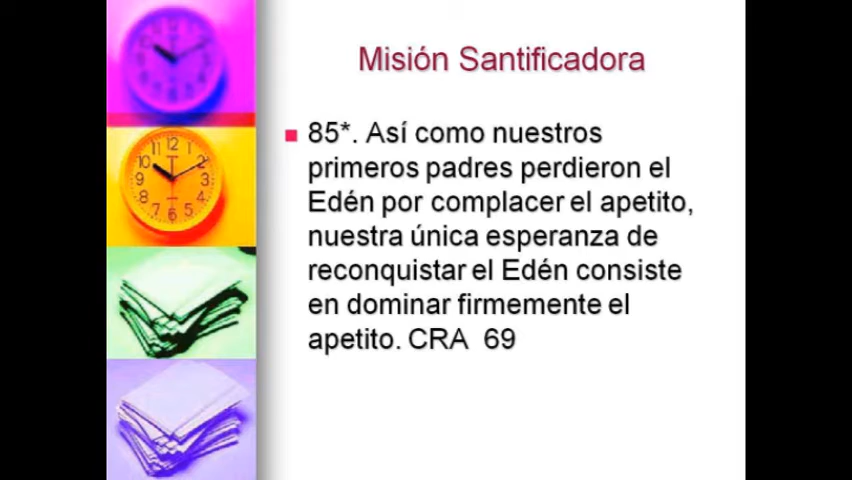 Misión Santificadora
85*. Así como nuestros
primeros padres perdieron el
Edén por complacer el apetito,
nuestra única esperanza de
reconquistar el Edén consiste
en dominar firmemente el
apetito. CRA 69